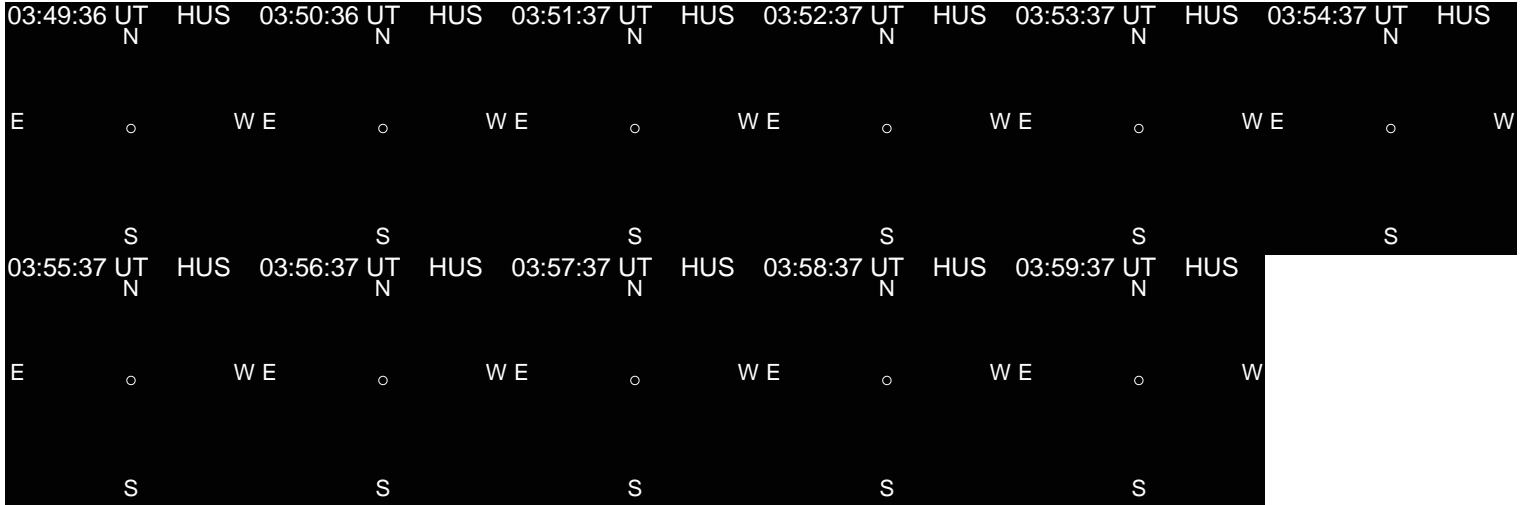 03:49:36 UT HUS 03:50:36 UT HUS 03:51:37 UT HUS 03:52:37 UT HUS 03:53:37 UT HUS 03:54:37 UT HUS
N N N N N N
E W E W E W E W E W E W
S S S S S S
03:55:37 UT HUS 03:56:37 UT HUS 03:57:37 UT HUS 03:58:37 UT HUS 03:59:37 UT HUS
N N N N N
E W E W E W E W E W
S S S S S